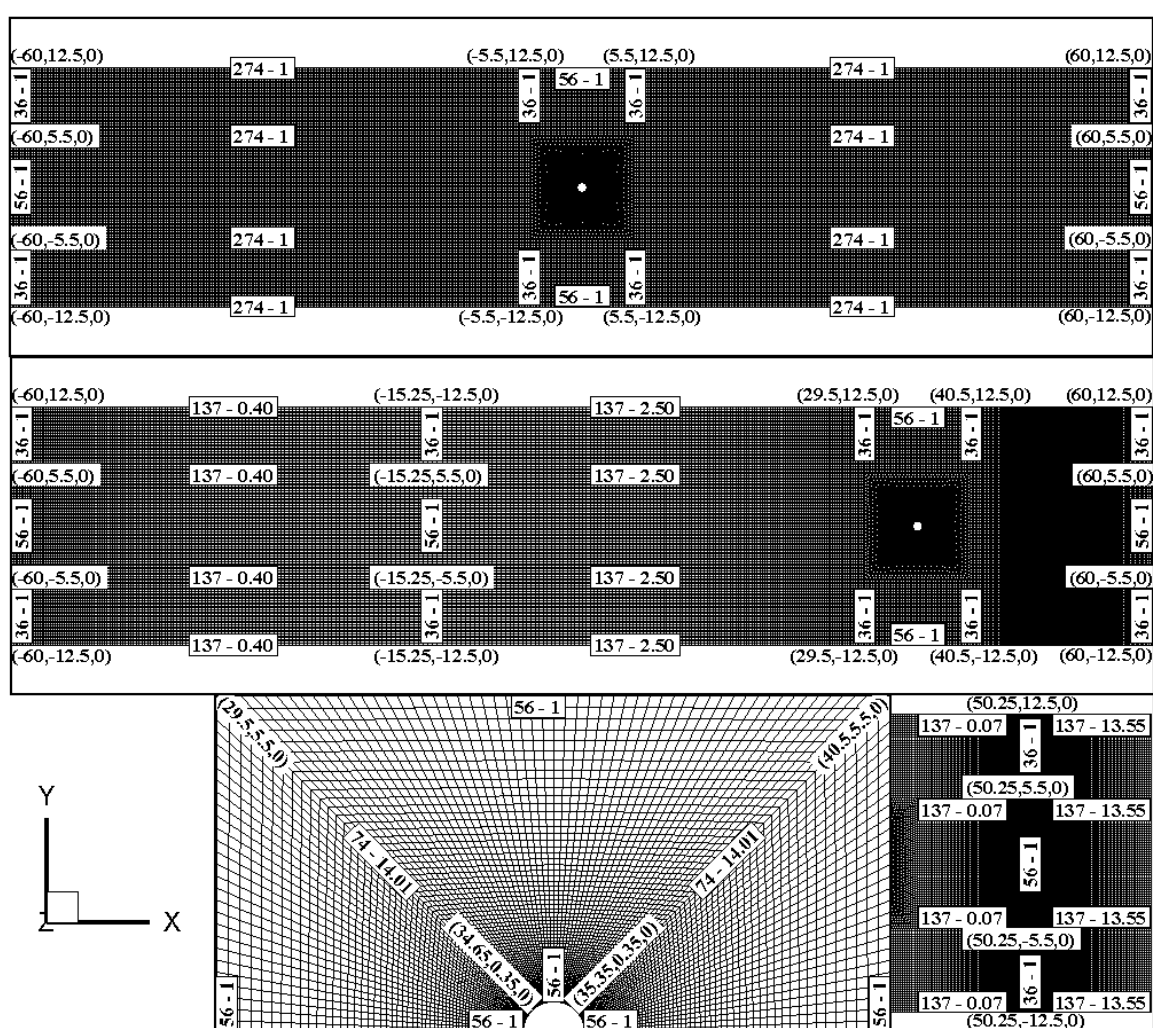 (-60,12.5,0) (-5.5,12.5,0) (5.5,12.5,0) (60,12.5,0)
274 - 1 56 - 1 274 - 1
36 - 1 36 - 1 36 - 1 36 - 1
(-60,5.5,0) 274 - 1 274 - 1 (60,5.5,0)
56 - 1 56 - 1
(-60,-5.5,0) 274 - 1 274 - 1 (60,-5.5,0)
36 - 1 36 - 1 36 - 1 36 - 1
274 - 1 56 - 1 274 - 1
(-60,-12.5,0) (-5.5,-12.5,0) (5.5,-12.5,0) (60,-12.5,0)
(-60,12.5,0) (-15.25,-12.5,0) (29.5,12.5,0) (40.5,12.5,0) (60,12.5,0)
137 - 0.40 137 - 2.50 56 - 1
36 - 1 36 - 1 36 - 1 36 - 1 36 - 1
(-60,5.5,0) 137 - 0.40 (-15.25,5.5,0) 137 - 2.50 (60,5.5,0)
56 - 1 56 - 1 56 - 1
(-60,-5.5,0) 137 - 0.40 (-15.25,-5.5,0) 137 - 2.50 (60,-5.5,0)
36 - 1 36 - 1 36 - 1 36 - 1 36 - 1
137 - 0.40 137 - 2.50 56 - 1
(-60,-12.5,0) (-15.25,-12.5,0) (29.5,-12.5,0) (40.5,-12.5,0) (60,-12.5,0)
Y
Z X
56 - 1
(29.5,5.5,0) (40.5,5.5,0)
74 - 14.01 74 - 14.01
(34.65,0.35,0) (35.35,0.35,0)
56 - 1 56 - 1 56 - 1
56 - 1 56 - 1
(50.25,12.5,0)
137 - 0.07 137 - 13.55
36 - 1
(50.25,5.5,0)
137 - 0.07 137 - 13.55
56 - 1
137 - 0.07 137 - 13.55
(50.25,-5.5,0)
36 - 1
137 - 0.07 137 - 13.55
(50.25,-12.5,0)